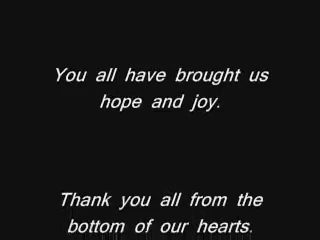 You all have brought us
hope and joy.
Thank you all from the
bottom of our hearts.